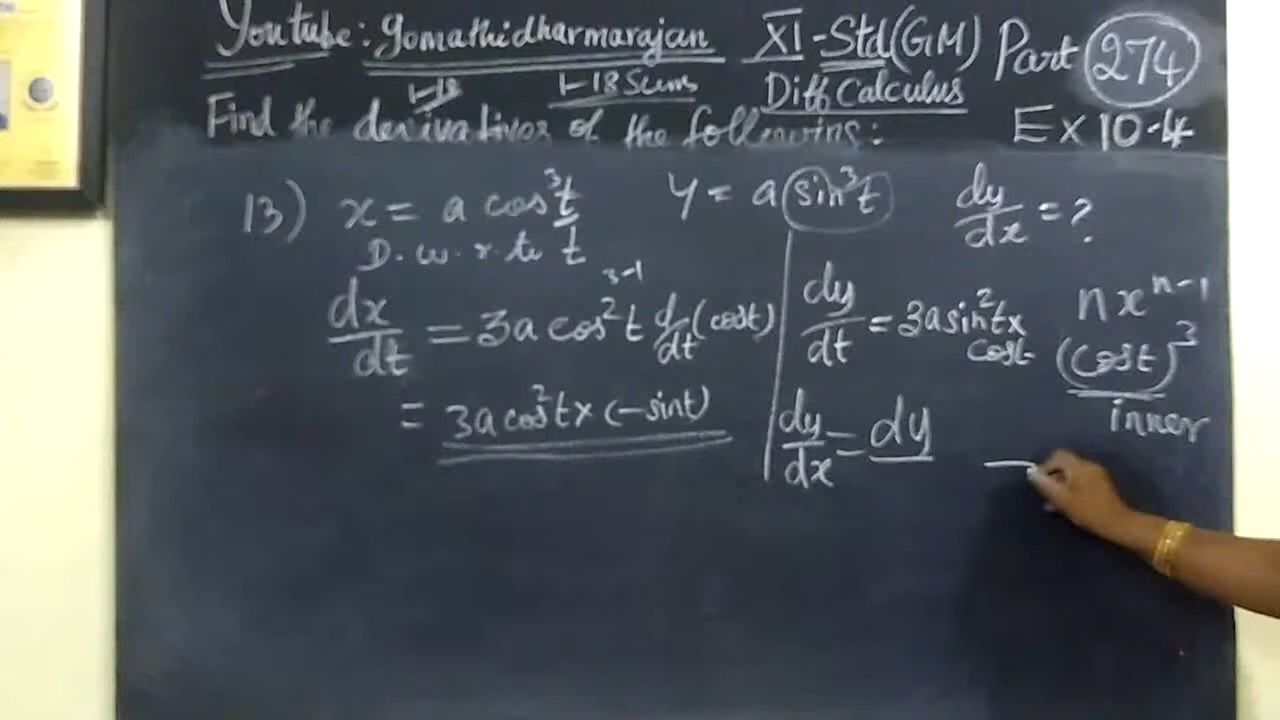 Youtube: gomathidharmarajan XI-Std(GM) Part 274
1-18 1-18 Sums Diff Calculus
Find the derivatives of the following: EX 10.4
13) x = a cos³t y = a sin³t dy/dx = ?
D. w. r. to t
3-1
dx/dt = 3a cos²t d/dt (cost)
= 3a cos²t x (-sint)
dy/dt = 3a sin²t x cost
dy/dx = dy
nxⁿ⁻¹
(cost)³
inner